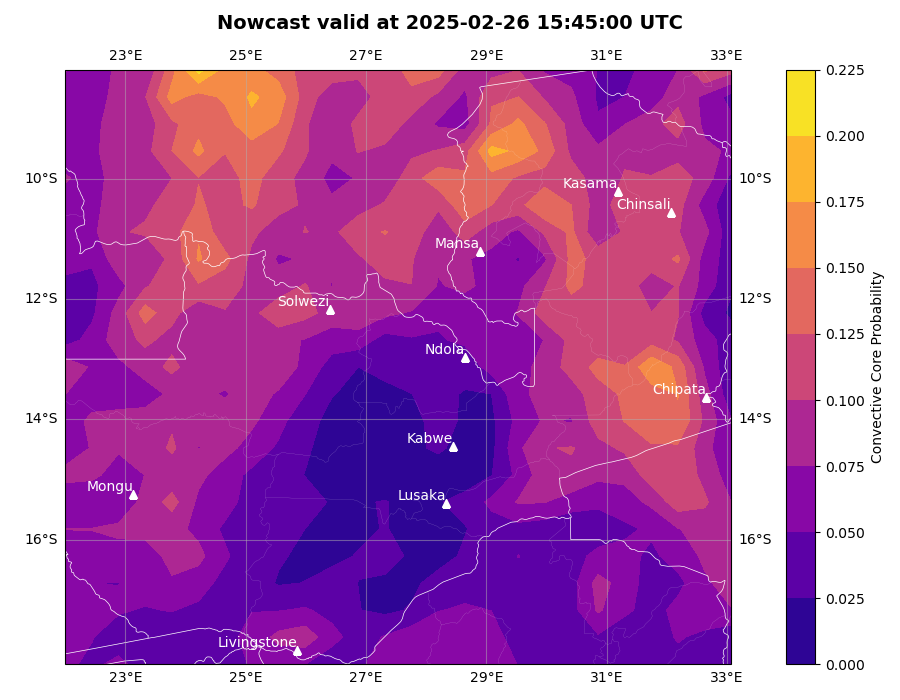 Nowcast valid at 2025-02-26 15:45:00 UTC
23°E 25°E 27°E 29°E 31°E 33°E
0.225
0.200
10°S Kasama 10°S
Chinsali
0.175
Mansa
0.150
12°S Solwezi 12°S
0.125
Ndola
Chipata
0.100
14°S 14°S
Kabwe
0.075
Mongu Lusaka
0.050
16°S 16°S
0.025
Livingstone
0.000
23°E 25°E 27°E 29°E 31°E 33°E
Convective Core Probability